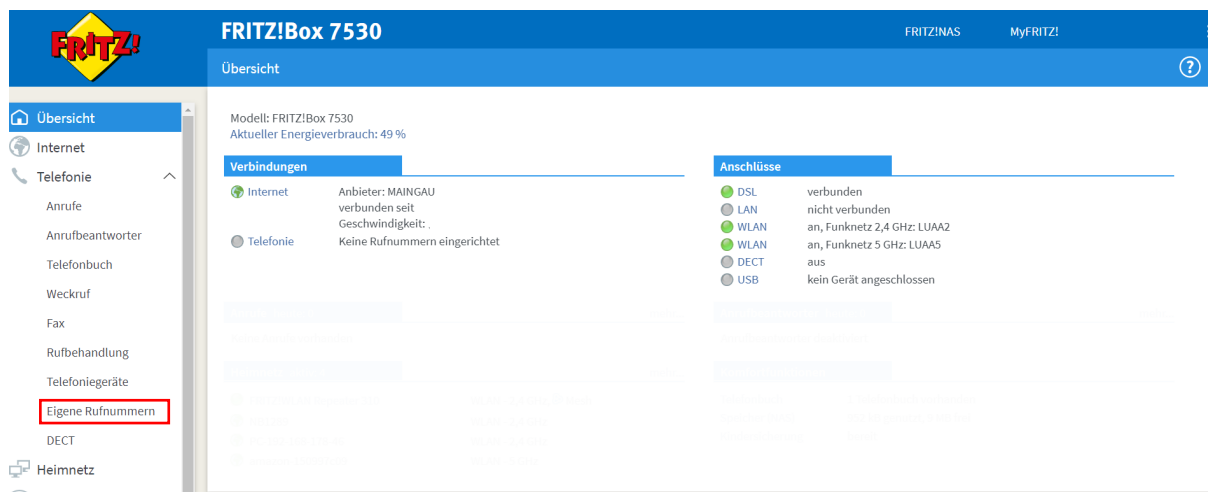 FRITZ!
FRITZ!Box 7530
FRITZ!NAS
MyFRITZ!
Übersicht
?
Übersicht
Internet
Telefonie
Anrufe
Anrufbeantworter
Telefonbuch
Weckruf
Fax
Rufbehandlung
Telefoniegeräte
Eigene Rufnummern
DECT
Heimnetz
Modell: FRITZ!Box 7530
Aktueller Energieverbrauch: 49 %
Verbindungen
Internet Anbieter: MAINGAU
verbunden seit
Geschwindigkeit: .
Telefonie Keine Rufnummern eingerichtet
Anschlüsse
DSL verbunden
LAN nicht verbunden
WLAN an, Funknetz 2,4 GHz: LUAA2
WLAN an, Funknetz 5 GHz: LUAA5
DECT aus
USB kein Gerät angeschlossen